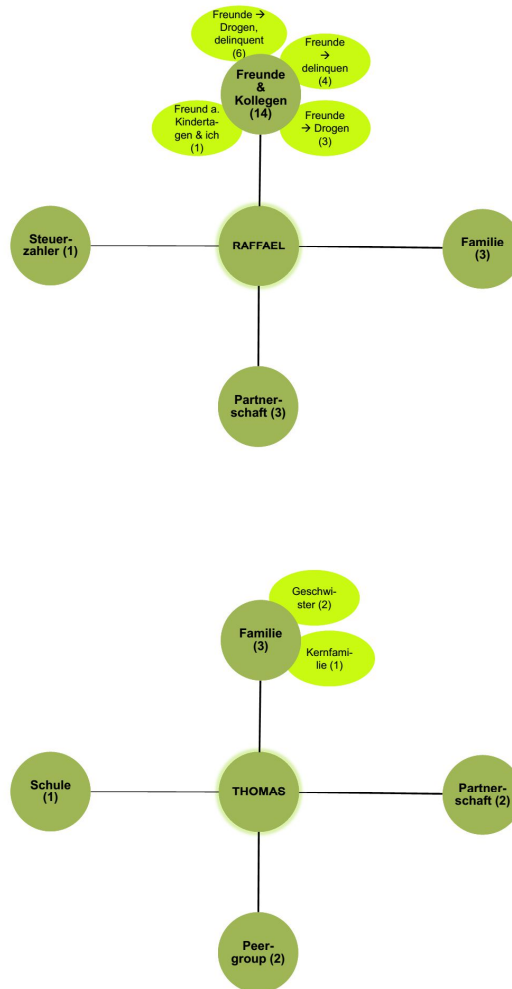 Freunde →
Drogen,
delinquent
(6)
Freunde
→
delinquen
(4)
Freunde
&
Kollegen
(14)
Freund a.
Kinderta-
gen & ich
(1)
Freunde
→ Drogen
(3)
Steuer-
zahler (1)
RAFFAEL
Familie
(3)
Partner-
schaft (3)
Geschwi-
ster (2)
Familie
(3)
Kernfami-
lie (1)
Schule
(1)
THOMAS
Partner-
schaft (2)
Peer-
group (2)